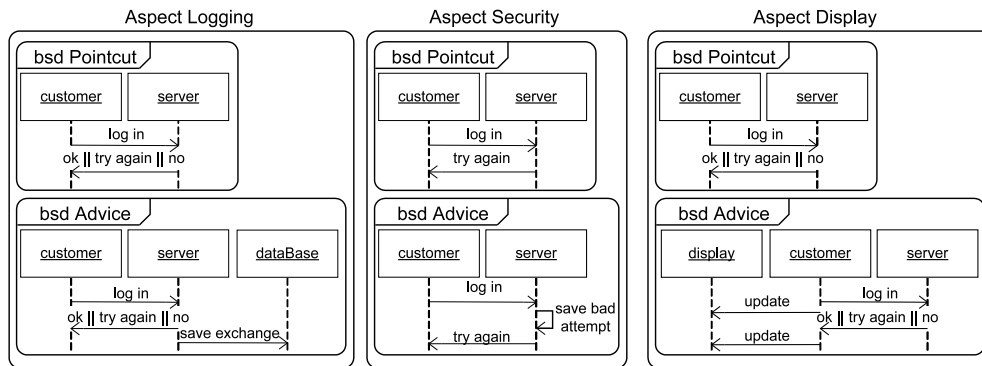 Aspect Logging
bsd Pointcut
customer
server
log in
ok || try again || no
bsd Advice
customer
server
dataBase
log in
ok || try again || no
save exchange
Aspect Security
bsd Pointcut
customer
server
log in
try again
bsd Advice
customer
server
log in
save bad
attempt
try again
Aspect Display
bsd Pointcut
customer
server
log in
ok || try again || no
bsd Advice
display
customer
server
log in
update
ok || try again || no
update